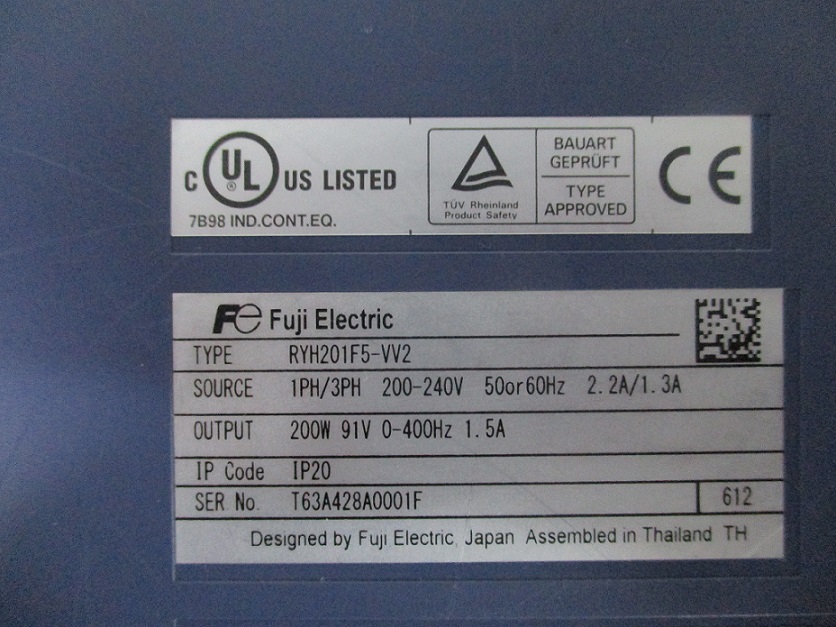 C UL ® US LISTED
7B98 IND.CONT.EQ.
TÜV Rheinland
Product Safety
BAUART
GEPRÜFT
TYPE
APPROVED
CE
Fe Fuji Electric
TYPE RYH201F5-VV2
SOURCE 1PH/3PH 200-240V 50or60Hz 2.2A/1.3A
OUTPUT 200W 91V 0-400Hz 1.5A
IP Code IP20
SER No. T63A428A0001F 612
Designed by Fuji Electric, Japan Assembled in Thailand TH